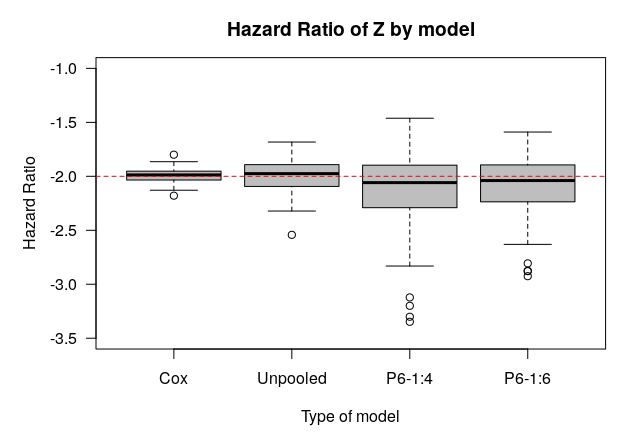 Hazard Ratio of Z by model
Hazard Ratio
-1.0
-1.5
-2.0
-2.5
-3.0
-3.5
Cox
Unpooled
P6-1:4
P6-1:6
Type of model